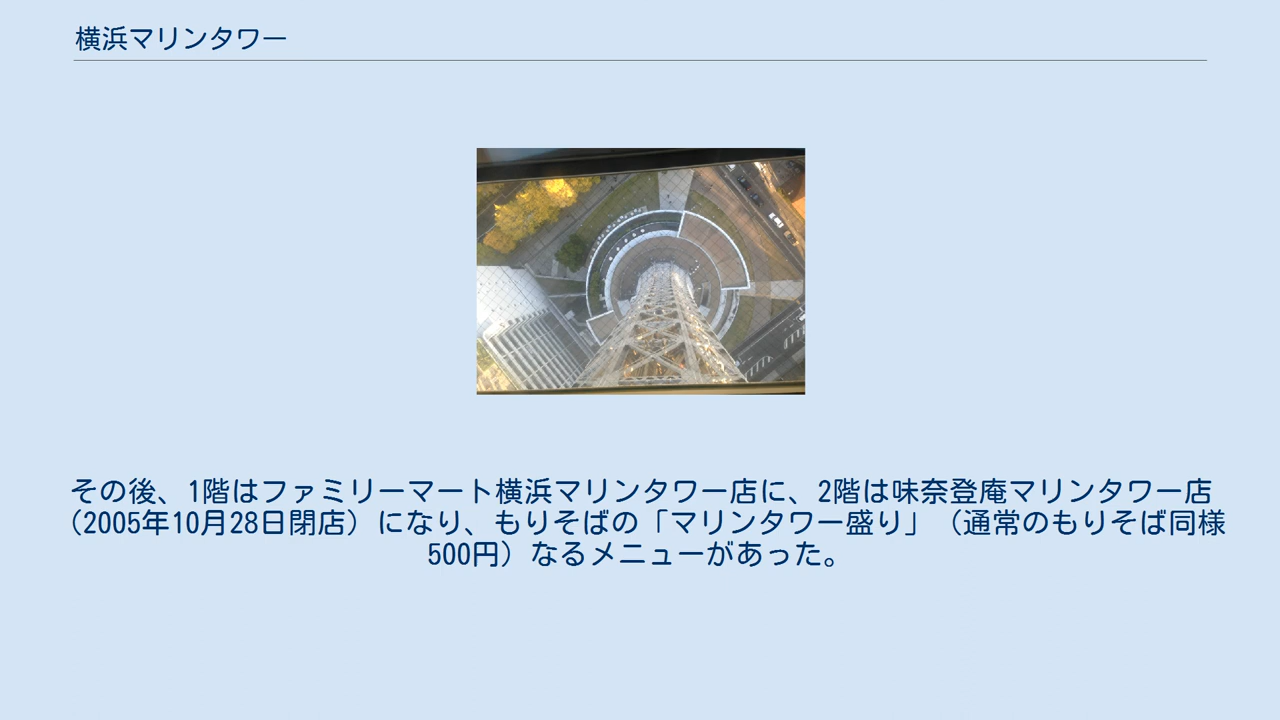 横浜マリンタワー
その後、1階はファミリーマート横浜マリンタワー店に、2階は味奈登庵マリンタワー店
(2005年10月28日閉店）になり、もりそばの「マリンタワー盛り」（通常のもりそば同様
500円）なるメニューがあった。